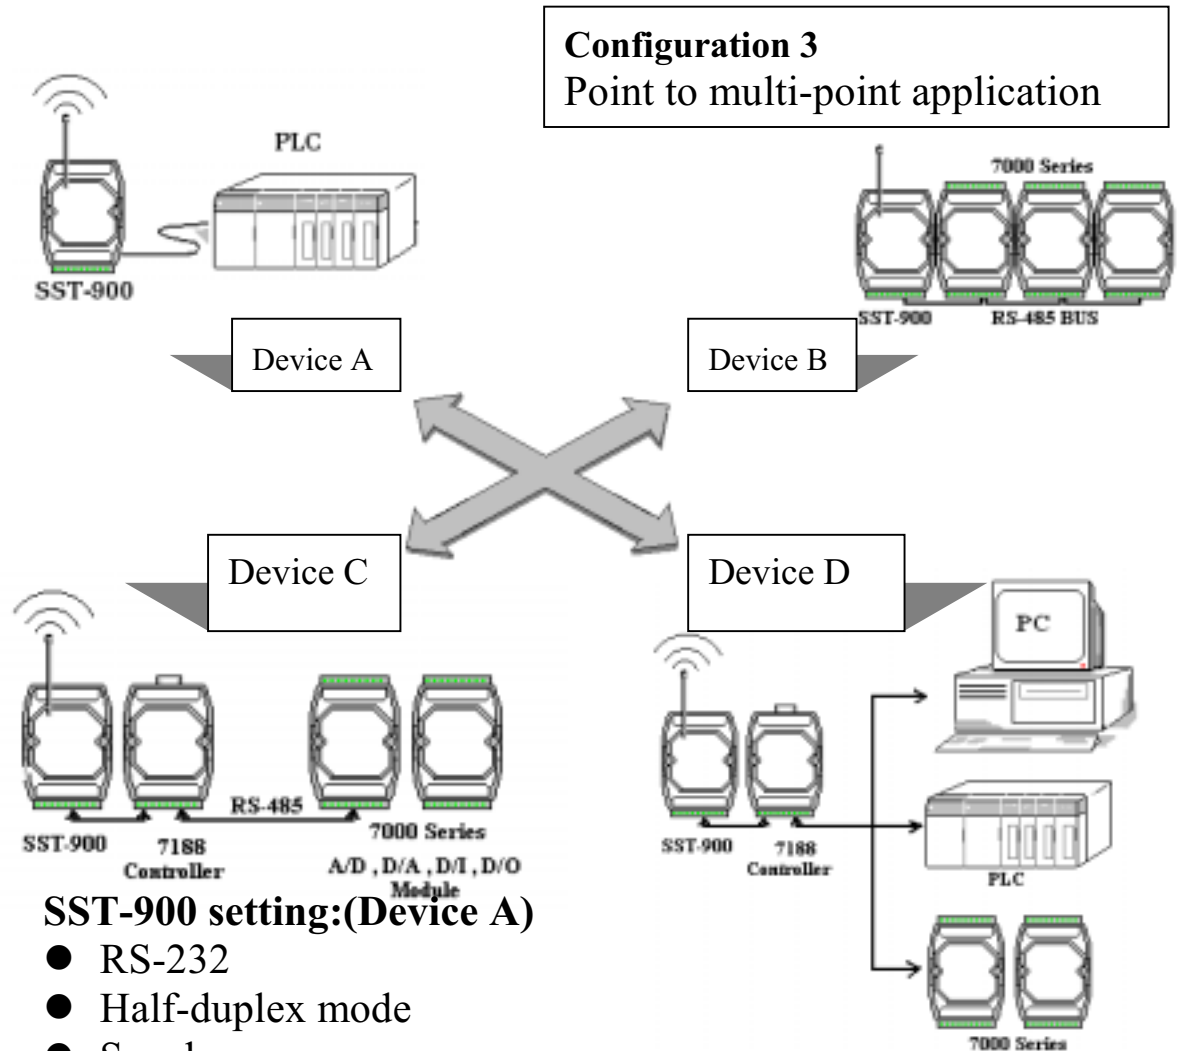 Configuration 3
Point to multi-point application
PLC
SST-900
7000 Series
SST-900
RS-485 BUS
Device A
Device B
Device C
Device D
PC
RS-485
SST-900
7188
Controller
7000 Series
A/D , D/A , D/I , D/O
Module
SST-900
7188
Controller
PLC
7000 Series
SST-900 setting:(Device A)
● RS-232
● Half-duplex mode